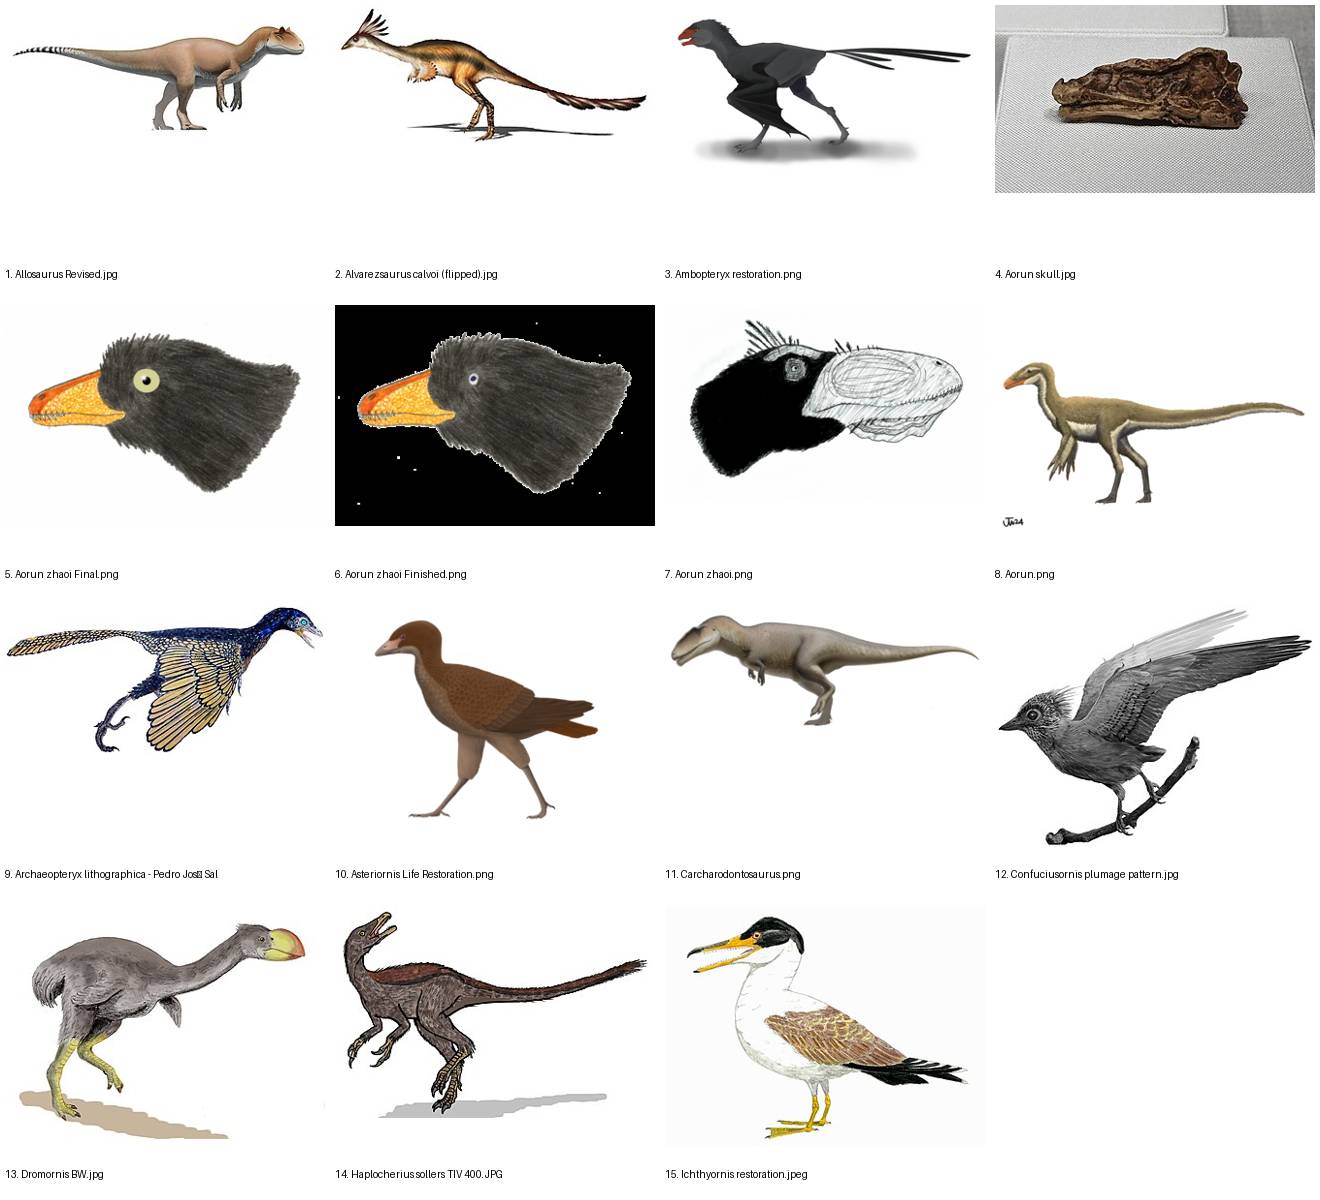 1. Allosaurus Revised.jpg
2. Alvarezsaurus calvoi (flipped).jpg
3. Ambopteryx restoration.png
4. Aorun skull.jpg
5. Aorun zhaoi Final.png
6. Aorun zhaoi Finished.png
7. Aorun zhaoi.png
8. Aorun.png
9. Archaeopteryx lithographica - Pedro Jos Sal
10. Asteriornis Life Restoration.png
11. Carcharodontosaurus.png
12. Confuciusornis plumage pattern.jpg
13. Dromornis BW.jpg
14. Haplocherius sollers TIV 400.JPG
15. Ichthyornis restoration.jpeg